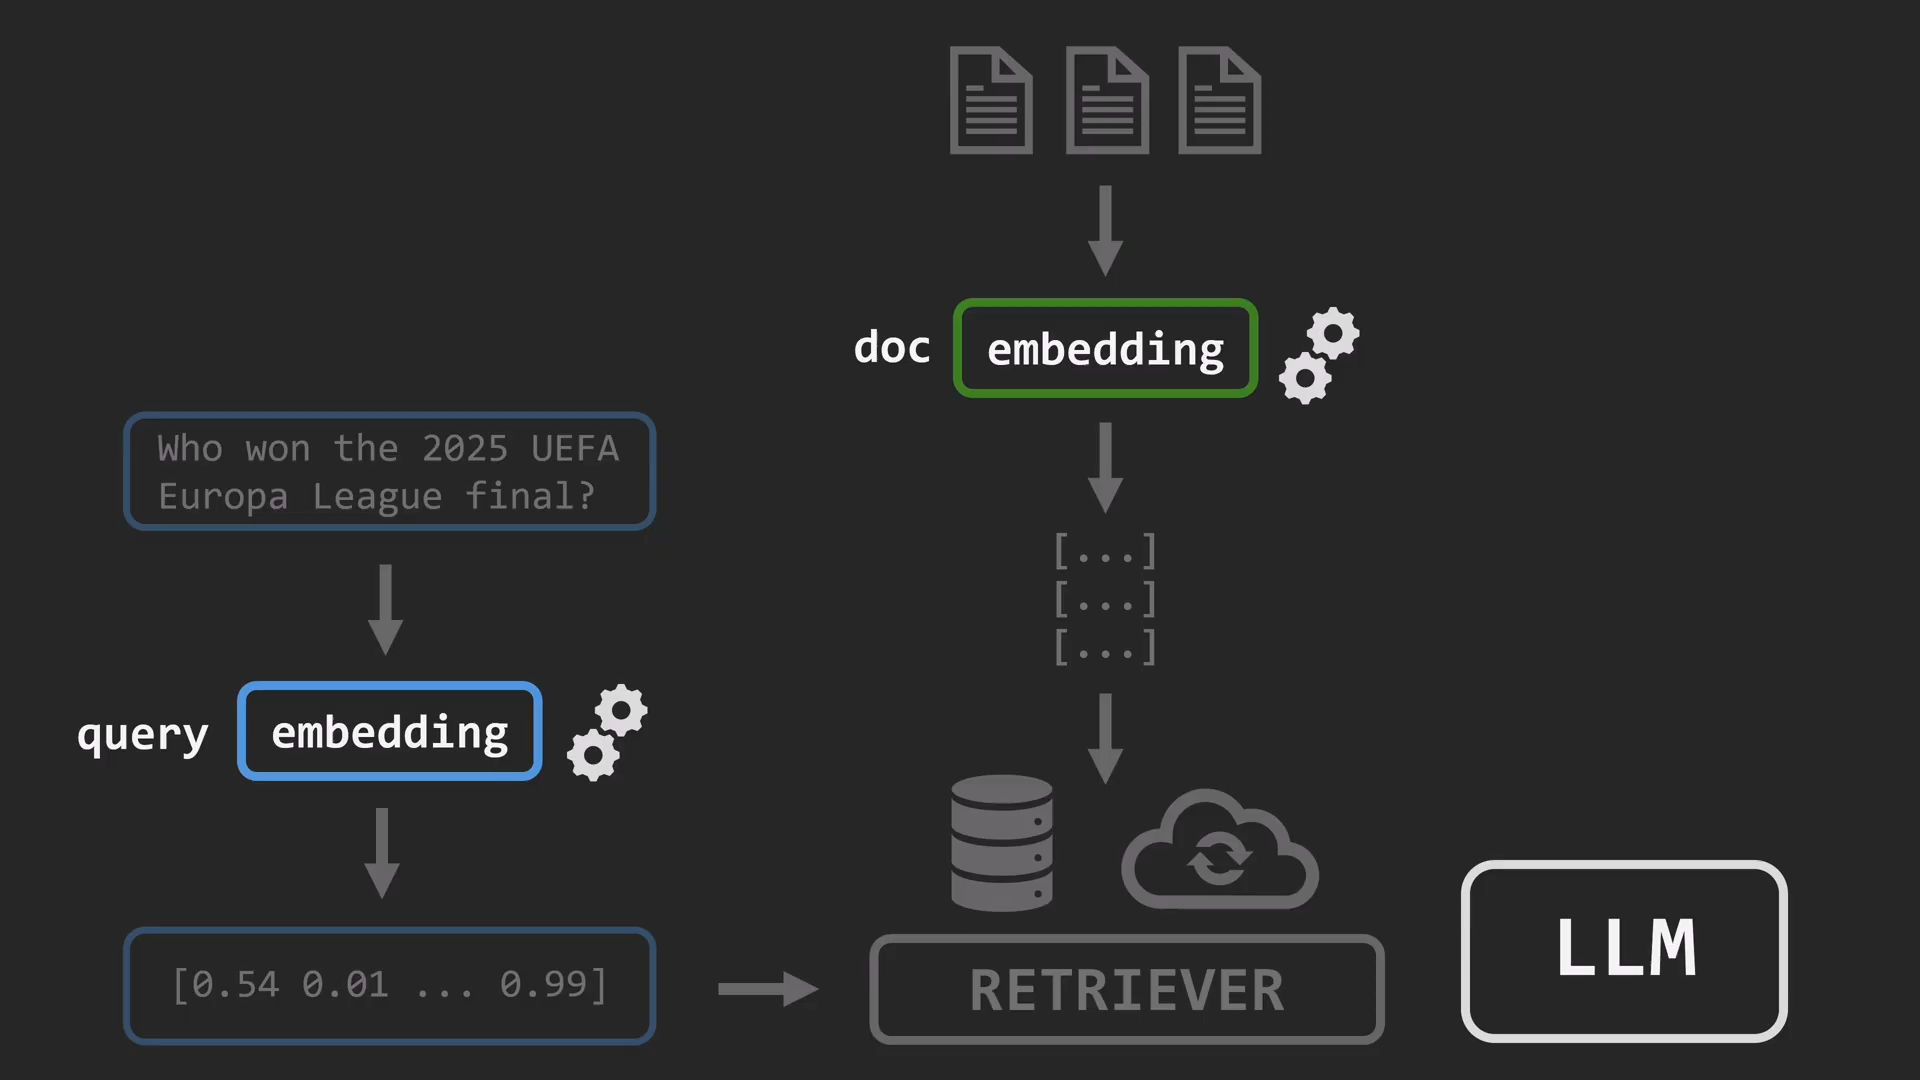 doc embedding
Who won the 2025 UEFA
Europa League final?
[...]
[...]
[...]
query embedding
[0.54 0.01 ... 0.99]
RETRIEVER
LLM